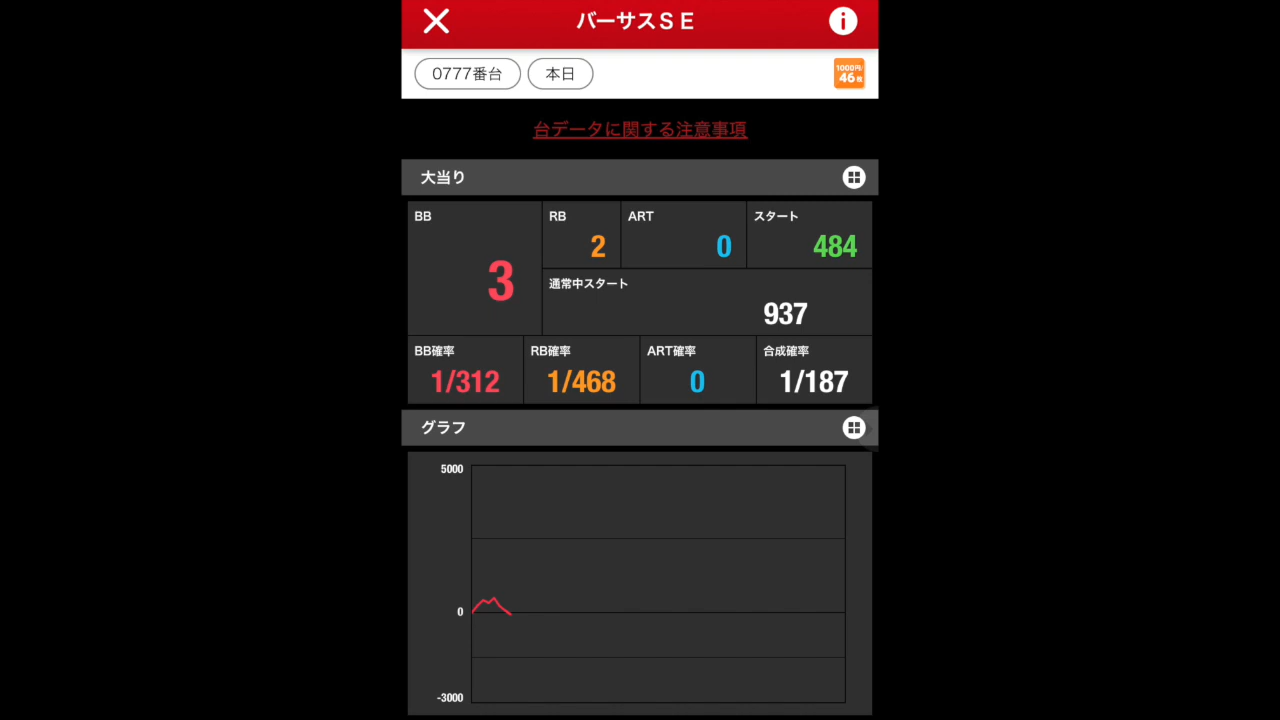 バーサスＳＥ
0777番台 本日
1000円/
46枚
台データに関する注意事項
大当り
BB RB ART スタート
3 2 0 484
通常中スタート
937
BB確率 RB確率 ART確率 合成確率
1/312 1/468 0 1/187
グラフ
5000
0
-3000